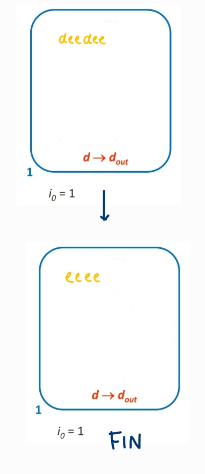 deedee
d → d_out
1
i_0 = 1
eeee
d → d_out
1
i_0 = 1
FIN